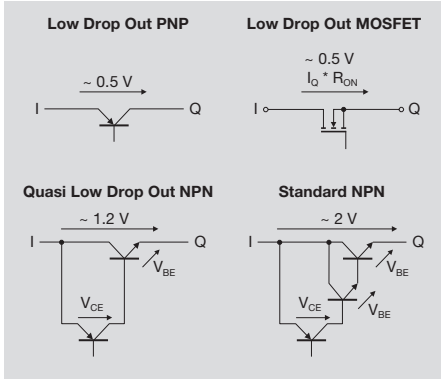 Low Drop Out PNP
~ 0.5 V
I
Q
Low Drop Out MOSFET
~ 0.5 V
I_Q * R_ON
I
Q
Quasi Low Drop Out NPN
~ 1.2 V
I
Q
V_BE
V_CE
Standard NPN
~ 2 V
I
Q
V_BE
V_CE
V_BE